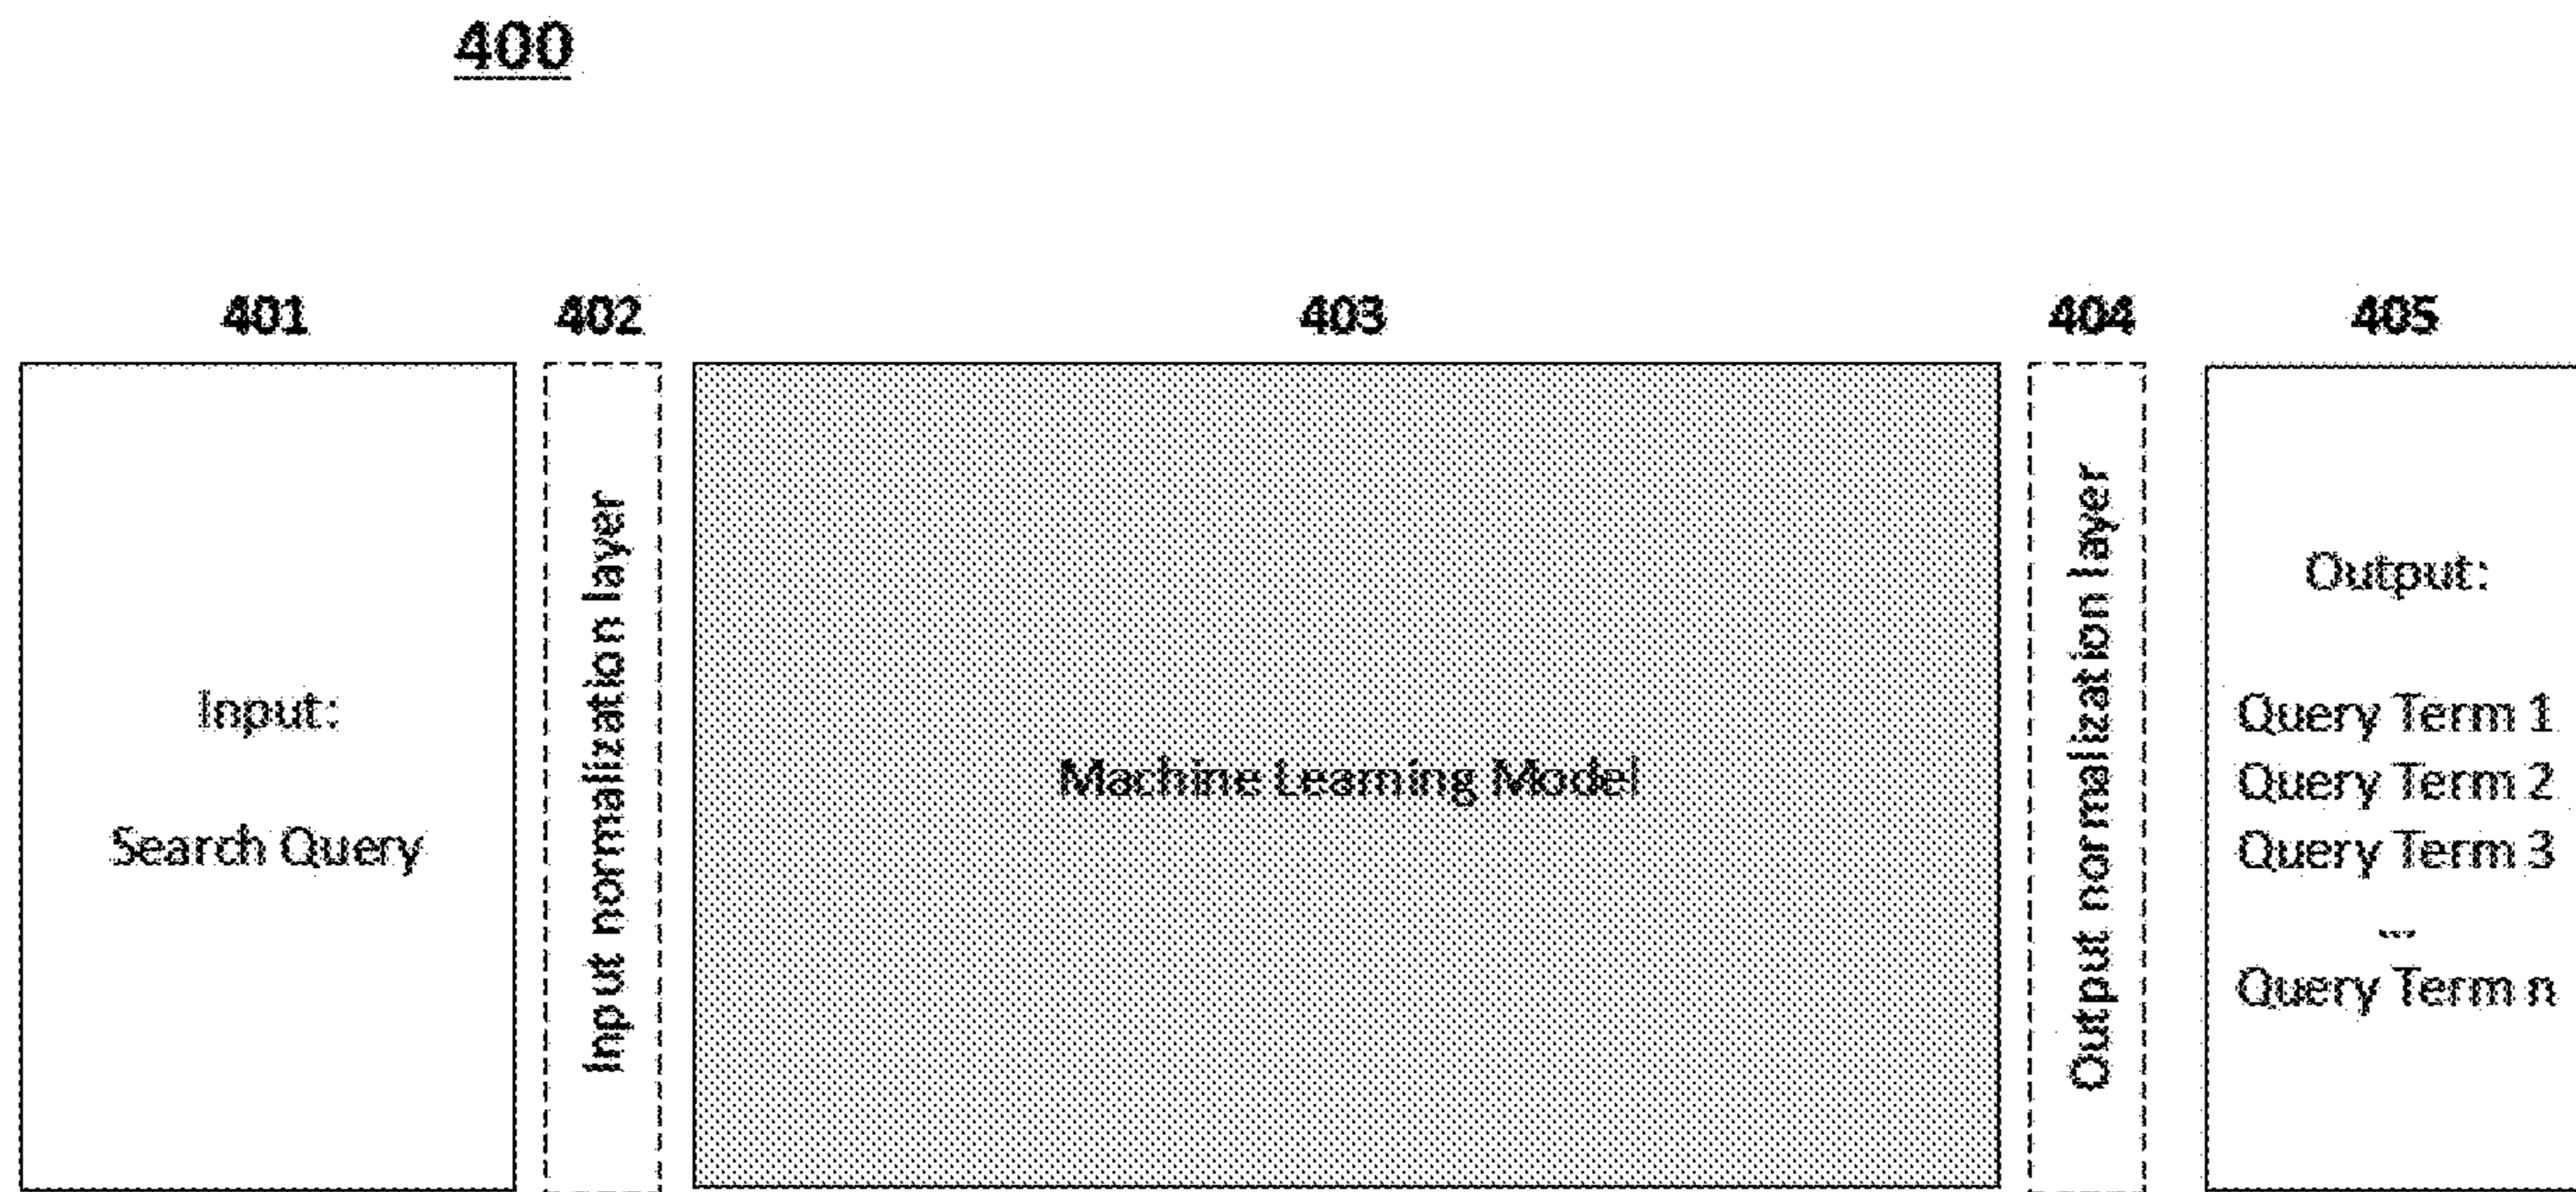 400
401
402
403
404
405
Input:
Search Query
Input normalization layer
Machine Learning Model
Output normalization layer
Output:
Query Term 1
Query Term 2
Query Term 3
...
Query Term n